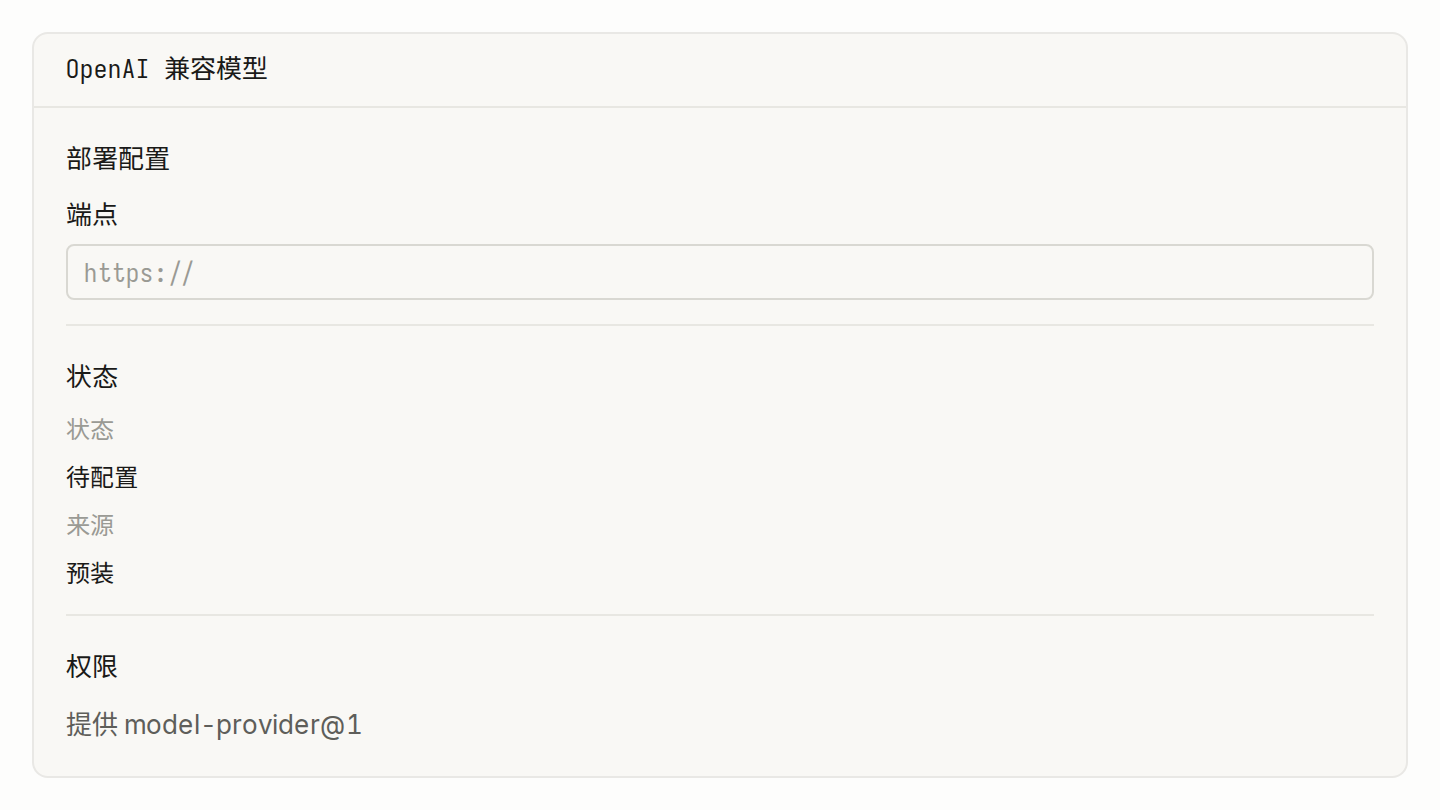 OpenAI 兼容模型
部署配置
端点
https://
状态
状态
待配置
来源
预装
权限
提供 model-provider@1